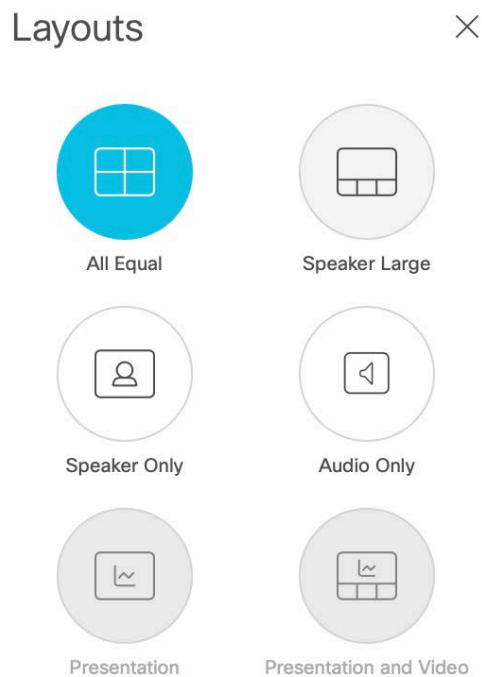 Layouts
All Equal
Speaker Large
Speaker Only
Audio Only
Presentation
Presentation and Video